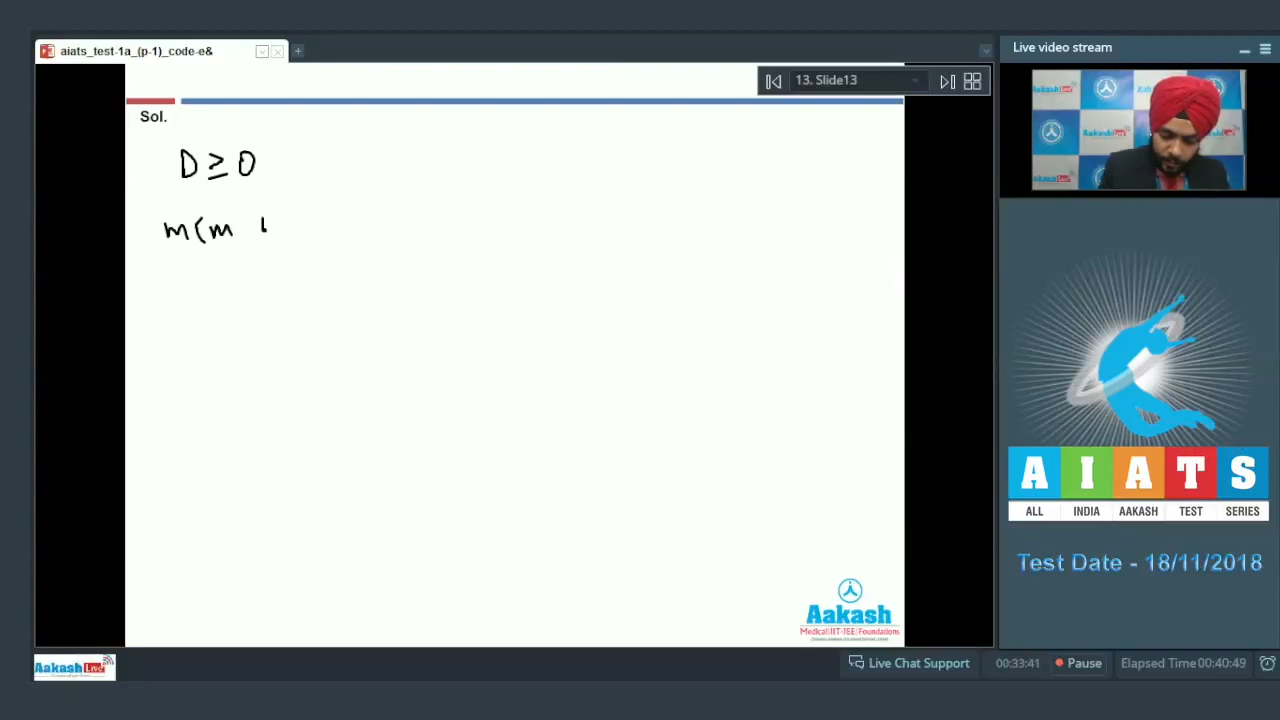 aiats_test-1a_(p-1)_code-e&
Live video stream
13. Slide13
Sol.
D ≥ 0
m(m
A I A T S
ALL INDIA AAKASH TEST SERIES
Test Date - 18/11/2018
Aakash
Medical|IIT-JEE|Foundations
AakashLive
Live Chat Support
00:33:41
Pause
Elapsed Time 00:40:49